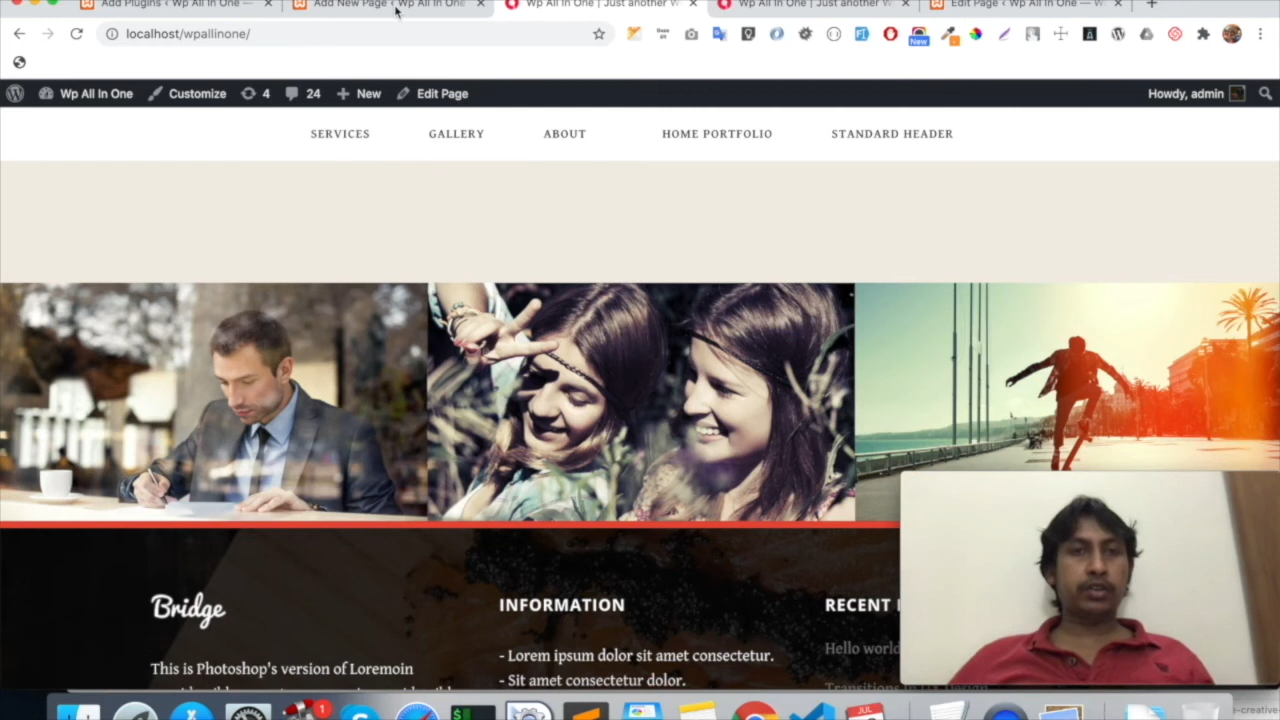 Add Plugins ‹ Wp All In One —
Add New Page ‹ Wp All In One
Wp All In One | Just another W
Wp All In One | Just another W
Edit Page ‹ Wp All In One — W
localhost/wpallinone/
New
Wp All In One
Customize
4
24
New
Edit Page
Howdy, admin
SERVICES
GALLERY
ABOUT
HOME PORTFOLIO
STANDARD HEADER
Bridge
INFORMATION
RECENT
This is Photoshop's version of Loremoin
- Lorem ipsum dolor sit amet consectetur.
- Sit amet consectetur dolor.
Hello world
1
JUL